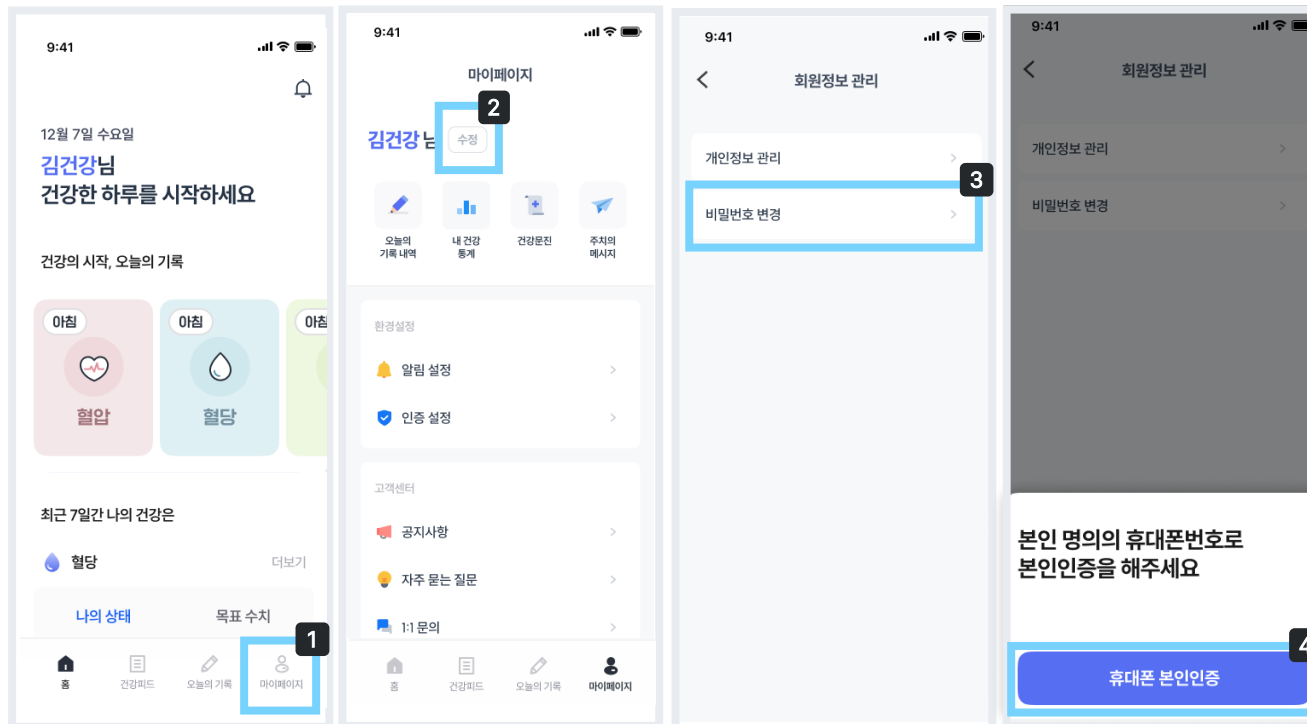 9:41
12월 7일 수요일
김건강님
건강한 하루를 시작하세요
건강의 시작, 오늘의 기록
아침
아침
아침
혈압
혈당
최근 7일간 나의 건강은
혈당
더보기
나의 상태
목표 수치
1
홈
건강피드
오늘의 기록
마이페이지
9:41
마이페이지
2
김건강님
수정
오늘의
기록 내역
내 건강
통계
건강문진
주치의
메시지
환경설정
알림 설정
인증 설정
고객센터
공지사항
자주 묻는 질문
1:1 문의
홈
건강피드
오늘의 기록
마이페이지
9:41
회원정보 관리
개인정보 관리
3
비밀번호 변경
9:41
회원정보 관리
개인정보 관리
비밀번호 변경
본인 명의의 휴대폰번호로
본인인증을 해주세요
4
휴대폰 본인인증